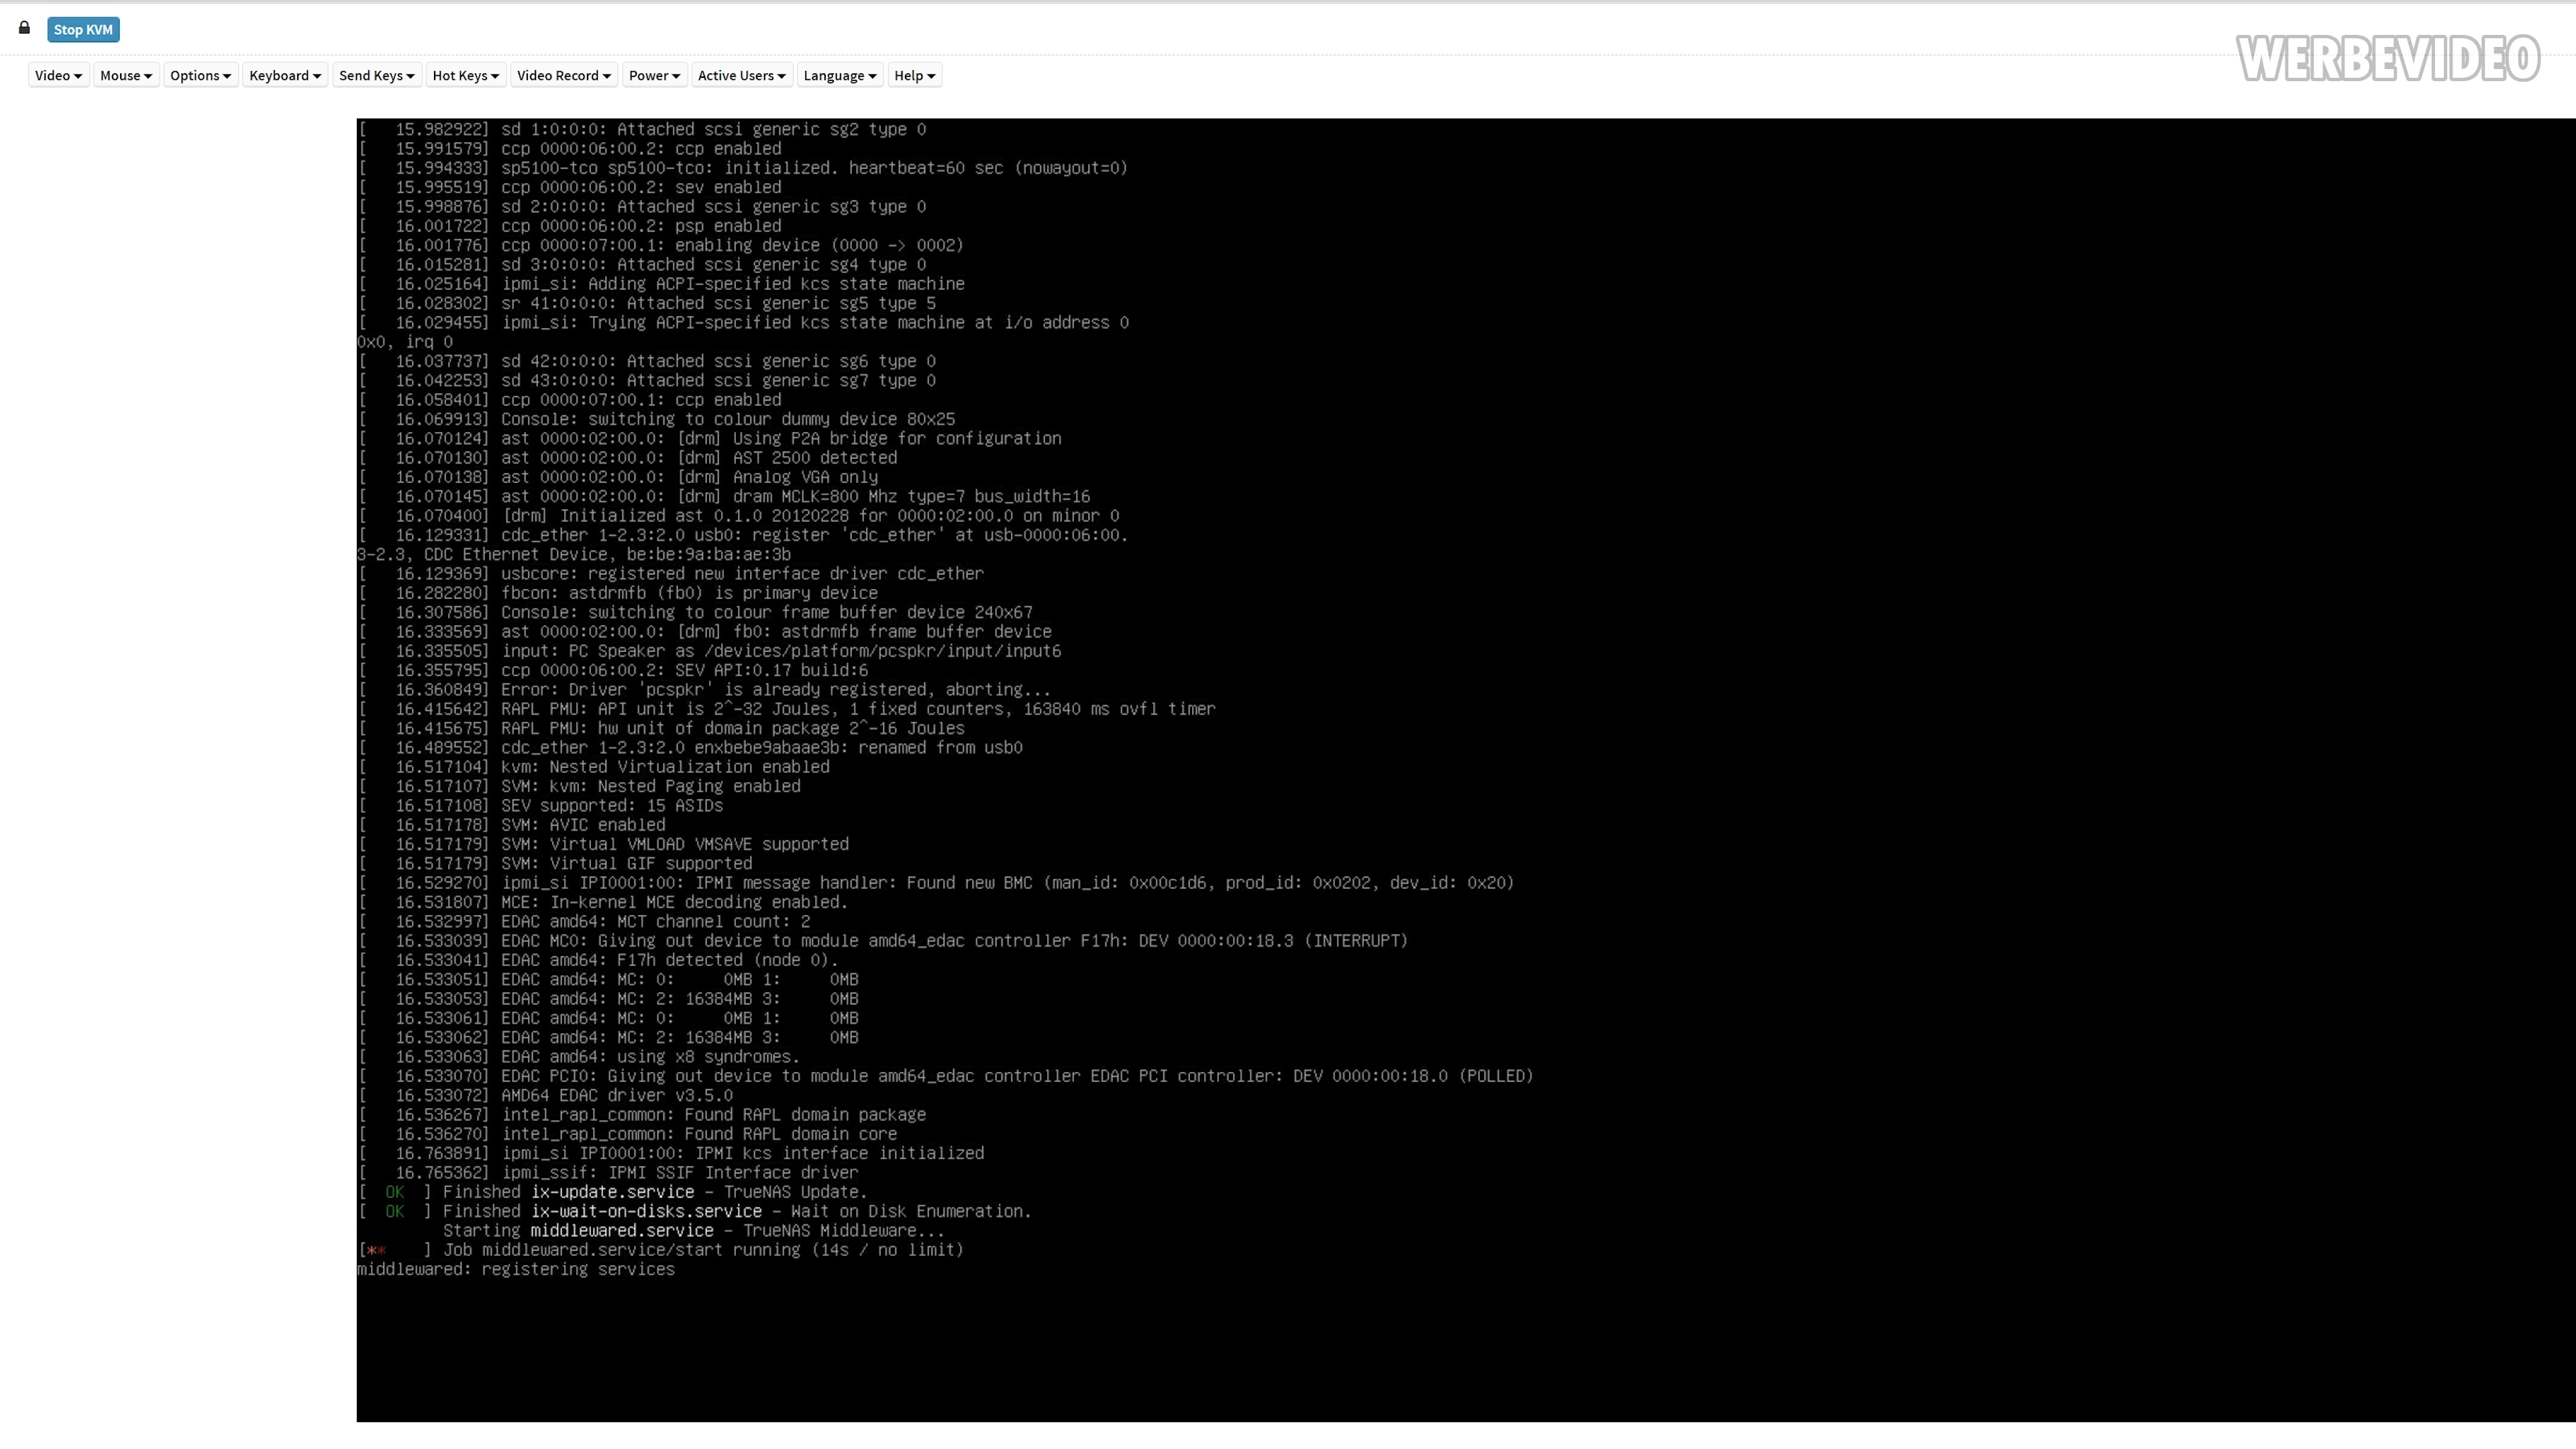 Stop KVM
WERBEVIDEO
Video Mouse Options Keyboard Send Keys Hot Keys Video Record Power Active Users Language Help
[   15.982922] sd 1:0:0:0: Attached scsi generic sg2 type 0
[   15.991579] ccp 0000:06:00.2: ccp enabled
[   15.994333] sp5100-tco sp5100-tco: initialized. heartbeat=60 sec (nowayout=0)
[   15.995519] ccp 0000:06:00.2: sev enabled
[   15.998876] sd 2:0:0:0: Attached scsi generic sg3 type 0
[   16.001722] ccp 0000:06:00.2: psp enabled
[   16.001776] ccp 0000:07:00.1: enabling device (0000 -> 0002)
[   16.015281] sd 3:0:0:0: Attached scsi generic sg4 type 0
[   16.025164] ipmi_si: Adding ACPI-specified kcs state machine
[   16.028302] sr 41:0:0:0: Attached scsi generic sg5 type 5
[   16.029455] ipmi_si: Trying ACPI-specified kcs state machine at i/o address 0
0x0, irq 0
[   16.037737] sd 42:0:0:0: Attached scsi generic sg6 type 0
[   16.042253] sd 43:0:0:0: Attached scsi generic sg7 type 0
[   16.058401] ccp 0000:07:00.1: ccp enabled
[   16.069913] Console: switching to colour dummy device 80x25
[   16.070124] ast 0000:02:00.0: [drm] Using P2A bridge for configuration
[   16.070130] ast 0000:02:00.0: [drm] AST 2500 detected
[   16.070138] ast 0000:02:00.0: [drm] Analog VGA only
[   16.070145] ast 0000:02:00.0: [drm] dram MCLK=800 Mhz type=7 bus_width=16
[   16.070400] [drm] Initialized ast 0.1.0 20120228 for 0000:02:00.0 on minor 0
[   16.129331] cdc_ether 1-2.3:2.0 usb0: register 'cdc_ether' at usb-0000:06:00.
3-2.3, CDC Ethernet Device, be:be:9a:ba:ae:3b
[   16.129369] usbcore: registered new interface driver cdc_ether
[   16.282280] fbcon: astdrmfb (fb0) is primary device
[   16.307586] Console: switching to colour frame buffer device 240x67
[   16.333569] ast 0000:02:00.0: [drm] fb0: astdrmfb frame buffer device
[   16.335505] input: PC Speaker as /devices/platform/pcspkr/input/input6
[   16.355795] ccp 0000:06:00.2: SEV API:0.17 build:6
[   16.360849] Error: Driver 'pcspkr' is already registered, aborting...
[   16.415642] RAPL PMU: API unit is 2^-32 Joules, 1 fixed counters, 163840 ms ovfl timer
[   16.415675] RAPL PMU: hw unit of domain package 2^-16 Joules
[   16.489552] cdc_ether 1-2.3:2.0 enxbebe9abaae3b: renamed from usb0
[   16.517104] kvm: Nested Virtualization enabled
[   16.517107] SVM: kvm: Nested Paging enabled
[   16.517108] SEV supported: 15 ASIDs
[   16.517178] SVM: AVIC enabled
[   16.517179] SVM: Virtual VMLOAD VMSAVE supported
[   16.517179] SVM: Virtual GIF supported
[   16.529270] ipmi_si IPI0001:00: IPMI message handler: Found new BMC (man_id: 0x00c1d6, prod_id: 0x0202, dev_id: 0x20)
[   16.531807] MCE: In-kernel MCE decoding enabled.
[   16.532997] EDAC amd64: MCT channel count: 2
[   16.533039] EDAC MC0: Giving out device to module amd64_edac controller F17h: DEV 0000:00:18.3 (INTERRUPT)
[   16.533041] EDAC amd64: F17h detected (node 0).
[   16.533051] EDAC amd64: MC: 0:     0MB 1:     0MB
[   16.533053] EDAC amd64: MC: 2: 16384MB 3:     0MB
[   16.533061] EDAC amd64: MC: 0:     0MB 1:     0MB
[   16.533062] EDAC amd64: MC: 2: 16384MB 3:     0MB
[   16.533063] EDAC amd64: using x8 syndromes.
[   16.533070] EDAC PCI0: Giving out device to module amd64_edac controller EDAC PCI controller: DEV 0000:00:18.0 (POLLED)
[   16.533072] AMD64 EDAC driver v3.5.0
[   16.536267] intel_rapl_common: Found RAPL domain package
[   16.536270] intel_rapl_common: Found RAPL domain core
[   16.763891] ipmi_si IPI0001:00: IPMI kcs interface initialized
[   16.765362] ipmi_ssif: IPMI SSIF Interface driver
[  OK  ] Finished ix-update.service - TrueNAS Update.
[  OK  ] Finished ix-wait-on-disks.service - Wait on Disk Enumeration.
Starting middlewared.service - TrueNAS Middleware...
[**    ] Job middlewared.service/start running (14s / no limit)
middlewared: registering services